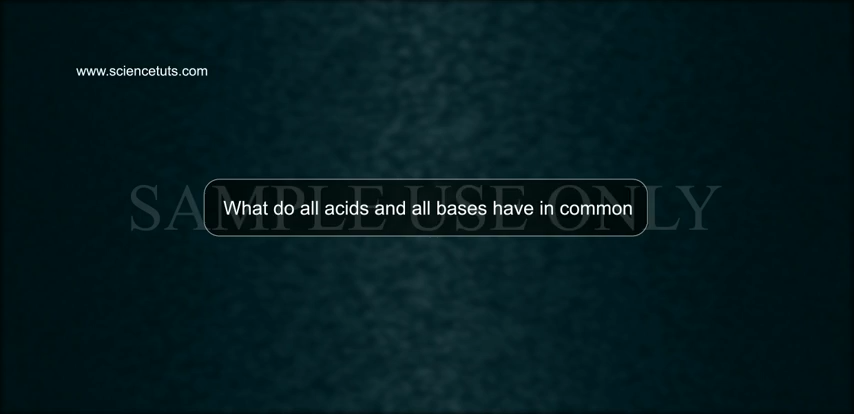 www.sciencetuts.com
SAMPLE USE ONLY
What do all acids and all bases have in common